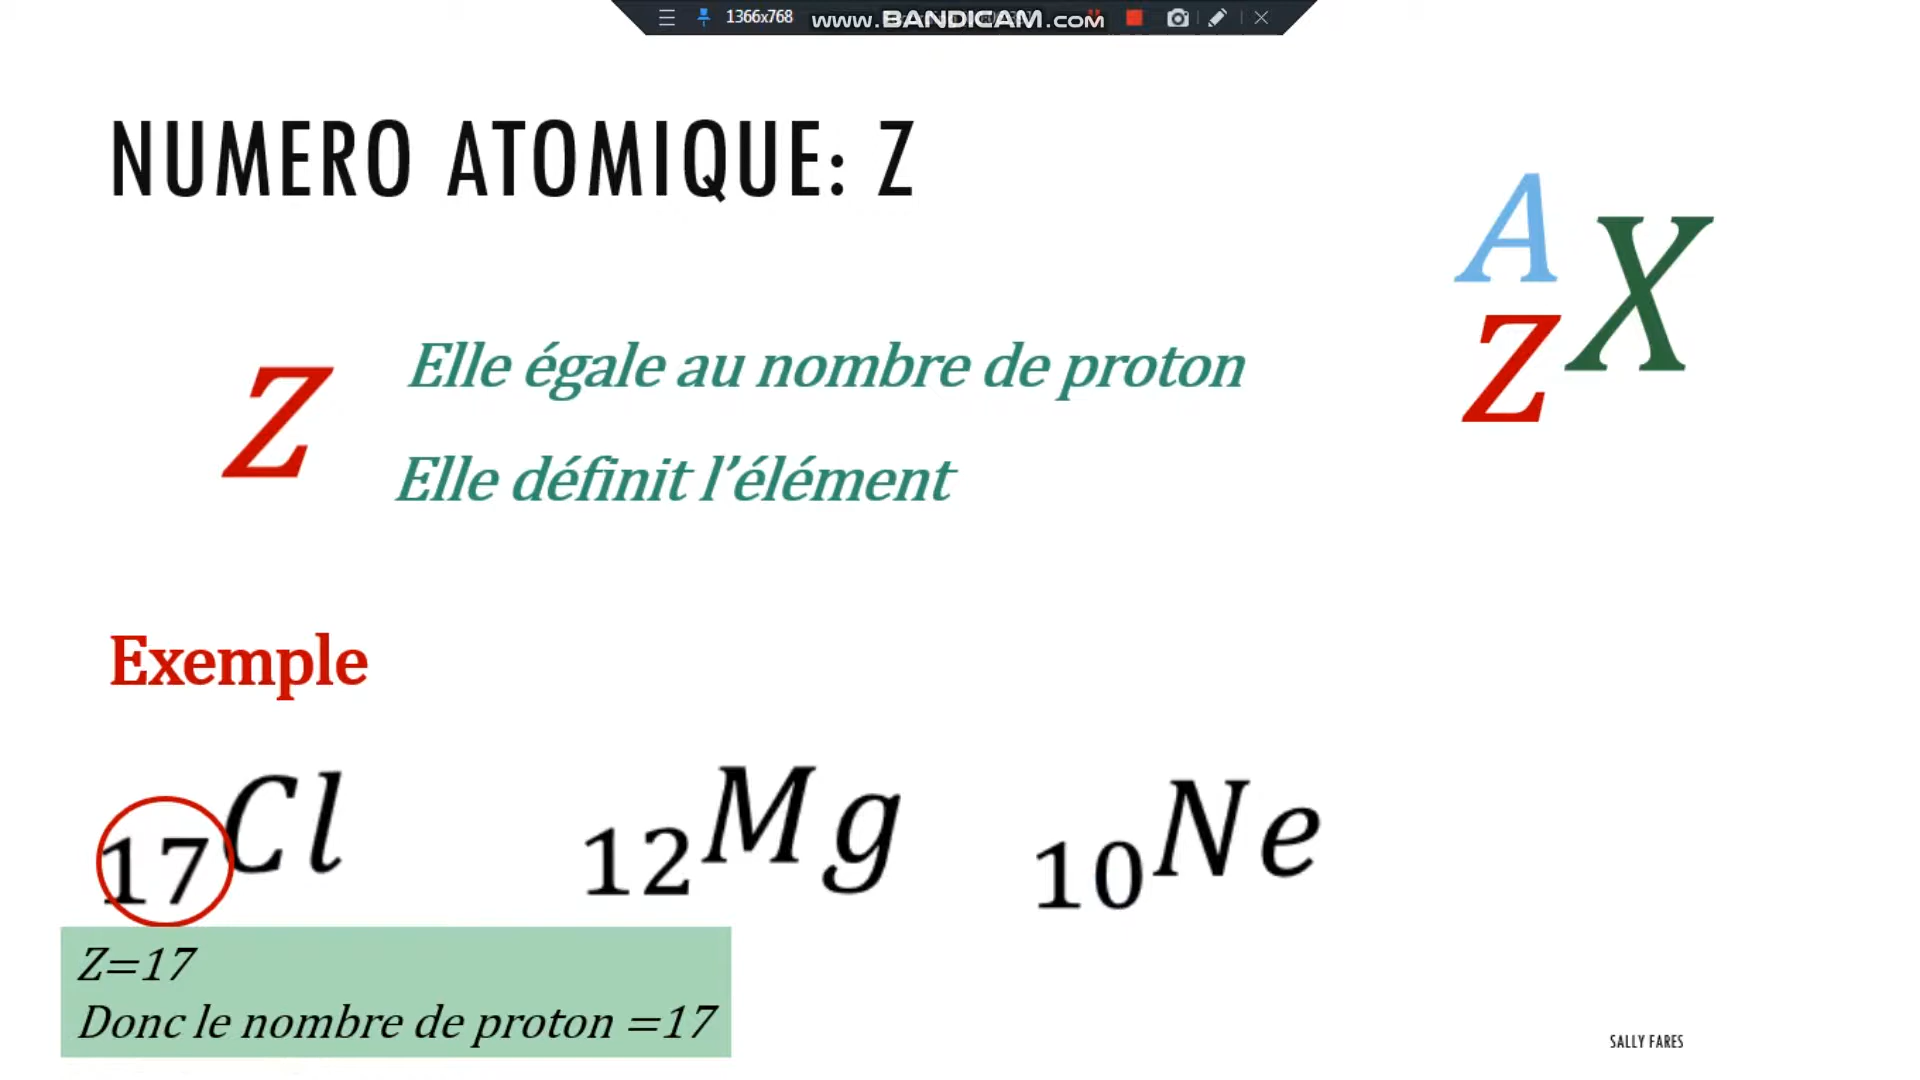 1366x768
www.BANDICAM.com
NUMERO ATOMIQUE: Z
A
Z X
Z
Elle égale au nombre de proton
Elle définit l'élément
Exemple
17Cl
12Mg
10Ne
Z=17
Donc le nombre de proton =17
SALLY FARES